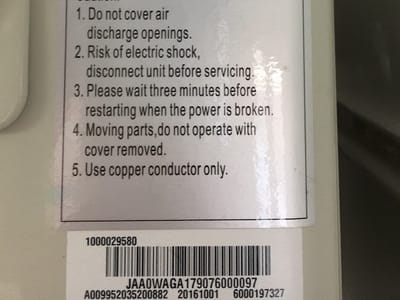 1. Do not cover air
discharge openings.
2. Risk of electric shock,
disconnect unit before servicing.
3. Please wait three minutes before
restarting when the power is broken.
4. Moving parts,do not operate with
cover removed.
5. Use copper conductor only.
1000029580
JAA0WAGA179076000097
A009952035200882 20161001 6000197327